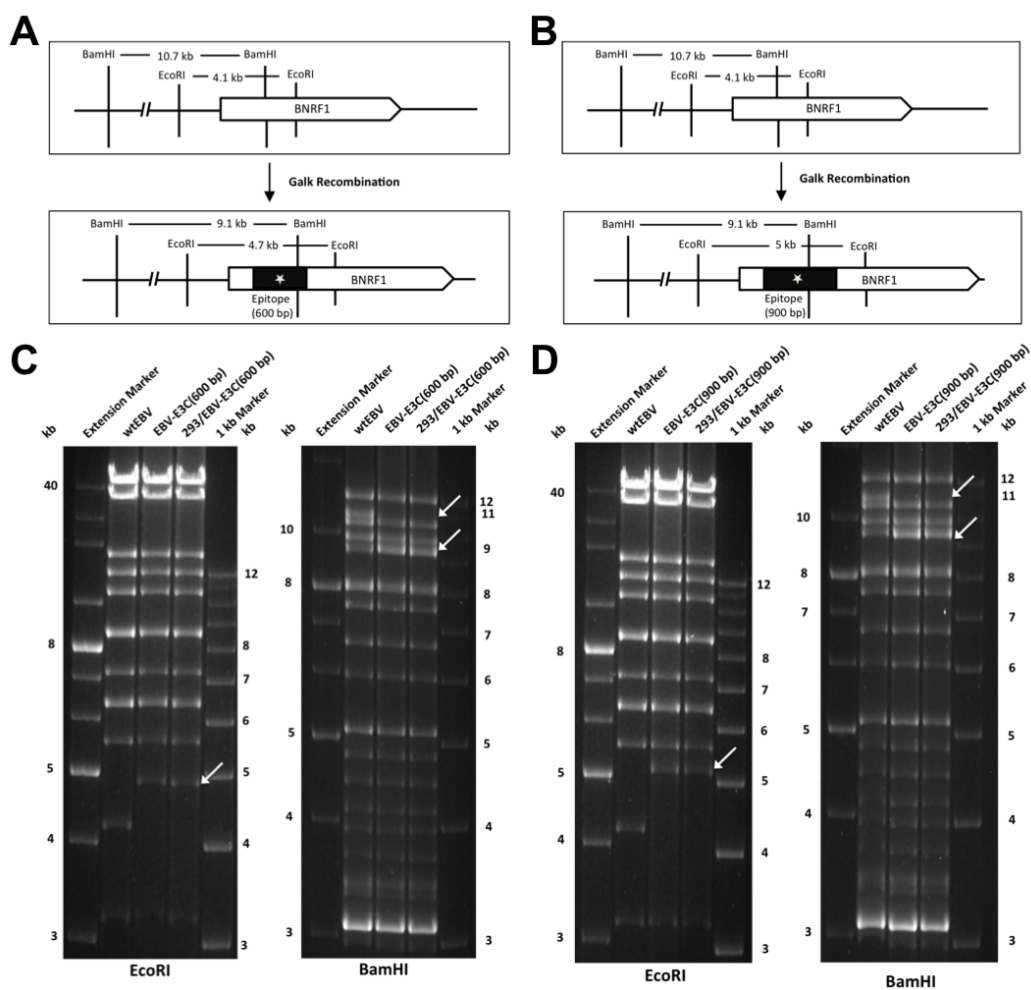 A
BamHI 10.7 kb BamHI
EcoRI 4.1 kb EcoRI
BNRF1
Galk Recombination
BamHI 9.1 kb BamHI
EcoRI 4.7 kb EcoRI
BNRF1
Epitope
(600 bp)
B
BamHI 10.7 kb BamHI
EcoRI 4.1 kb EcoRI
BNRF1
Galk Recombination
BamHI 9.1 kb BamHI
EcoRI 5 kb EcoRI
BNRF1
Epitope
(900 bp)
C
kb
Extension Marker
wtEBV
EBV-E3C(600 bp)
293/EBV-E3C(600 bp)
1 kb Marker
kb
40
8
5
4
3
12
8
7
6
5
4
3
EcoRI
kb
Extension Marker
wtEBV
EBV-E3C(600 bp)
293/EBV-E3C(600 bp)
1 kb Marker
kb
10
8
5
4
3
12
11
9
8
7
6
5
4
3
BamHI
D
kb
Extension Marker
wtEBV
EBV-E3C(900 bp)
293/EBV-E3C(900 bp)
1 kb Marker
kb
40
8
5
4
3
12
8
7
6
5
4
3
EcoRI
kb
Extension Marker
wtEBV
EBV-E3C(900 bp)
293/EBV-E3C(900 bp)
1 kb Marker
kb
10
8
7
6
5
4
3
12
11
9
8
7
6
5
4
3
BamHI